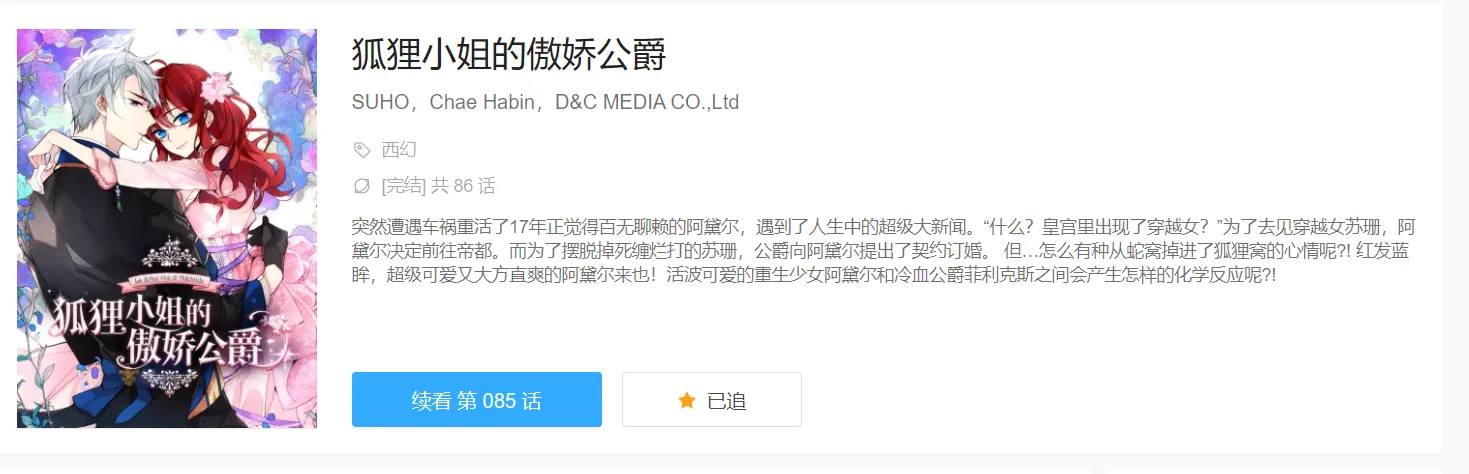 狐狸小姐的傲娇公爵
SUHO，Chae Habin，D&C MEDIA CO.,Ltd
西幻
[完结] 共 86 话
突然遭遇车祸重活了17年正觉得百无聊赖的阿黛尔，遇到了人生中的超级大新闻。“什么？皇宫里出现了穿越女？”为了去见穿越女苏珊，阿
黛尔决定前往帝都。而为了摆脱掉死缠烂打的苏珊，公爵向阿黛尔提出了契约订婚。 但…怎么有种从蛇窝掉进了狐狸窝的心情呢?! 红发蓝
眸，超级可爱又大方直爽的阿黛尔来也！活波可爱的重生少女阿黛尔和冷血公爵菲利克斯之间会产生怎样的化学反应呢?!
续看 第 085 话
已追
La dolce vita di Adelaide
狐狸小姐的
傲娇公爵